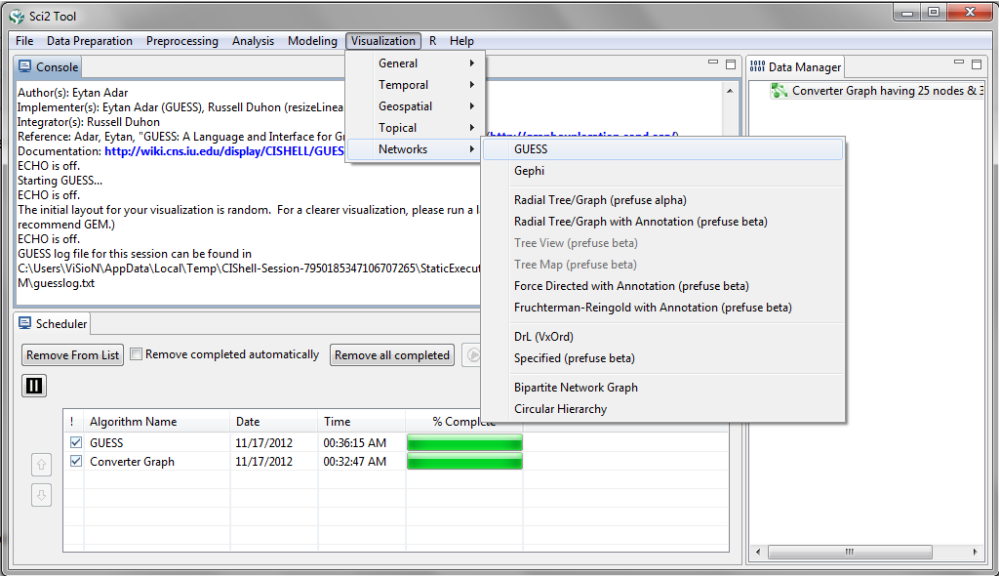 Sci2 Tool
File Data Preparation Preprocessing Analysis Modeling Visualization R Help
Console
Author(s): Eytan Adar
Implementer(s): Eytan Adar (GUESS), Russell Duhon (resizeLinea
Integrator(s): Russell Duhon
Reference: Adar, Eytan, "GUESS: A Language and Interface for Gr
Documentation: http://wiki.cns.iu.edu/display/CISHELL/GUES
ECHO is off.
Starting GUESS...
ECHO is off.
The initial layout for your visualization is random. For a clearer visualization, please run a l
recommend GEM.)
ECHO is off.
GUESS log file for this session can be found in
C:\Users\ViSioN\AppData\Local\Temp\CIShell-Session-7950185347106707265\StaticExecut
M\guesslog.txt
General
Temporal
Geospatial
Topical
Networks
GUESS
Gephi
Radial Tree/Graph (prefuse alpha)
Radial Tree/Graph with Annotation (prefuse beta)
Tree View (prefuse beta)
Tree Map (prefuse beta)
Force Directed with Annotation (prefuse beta)
Fruchterman-Reingold with Annotation (prefuse beta)
DrL (VxOrd)
Specified (prefuse beta)
Bipartite Network Graph
Circular Hierarchy
Data Manager
Converter Graph having 25 nodes & 3
Scheduler
Remove From List Remove completed automatically Remove all completed
! Algorithm Name Date Time % Complete
GUESS 11/17/2012 00:36:15 AM
Converter Graph 11/17/2012 00:32:47 AM